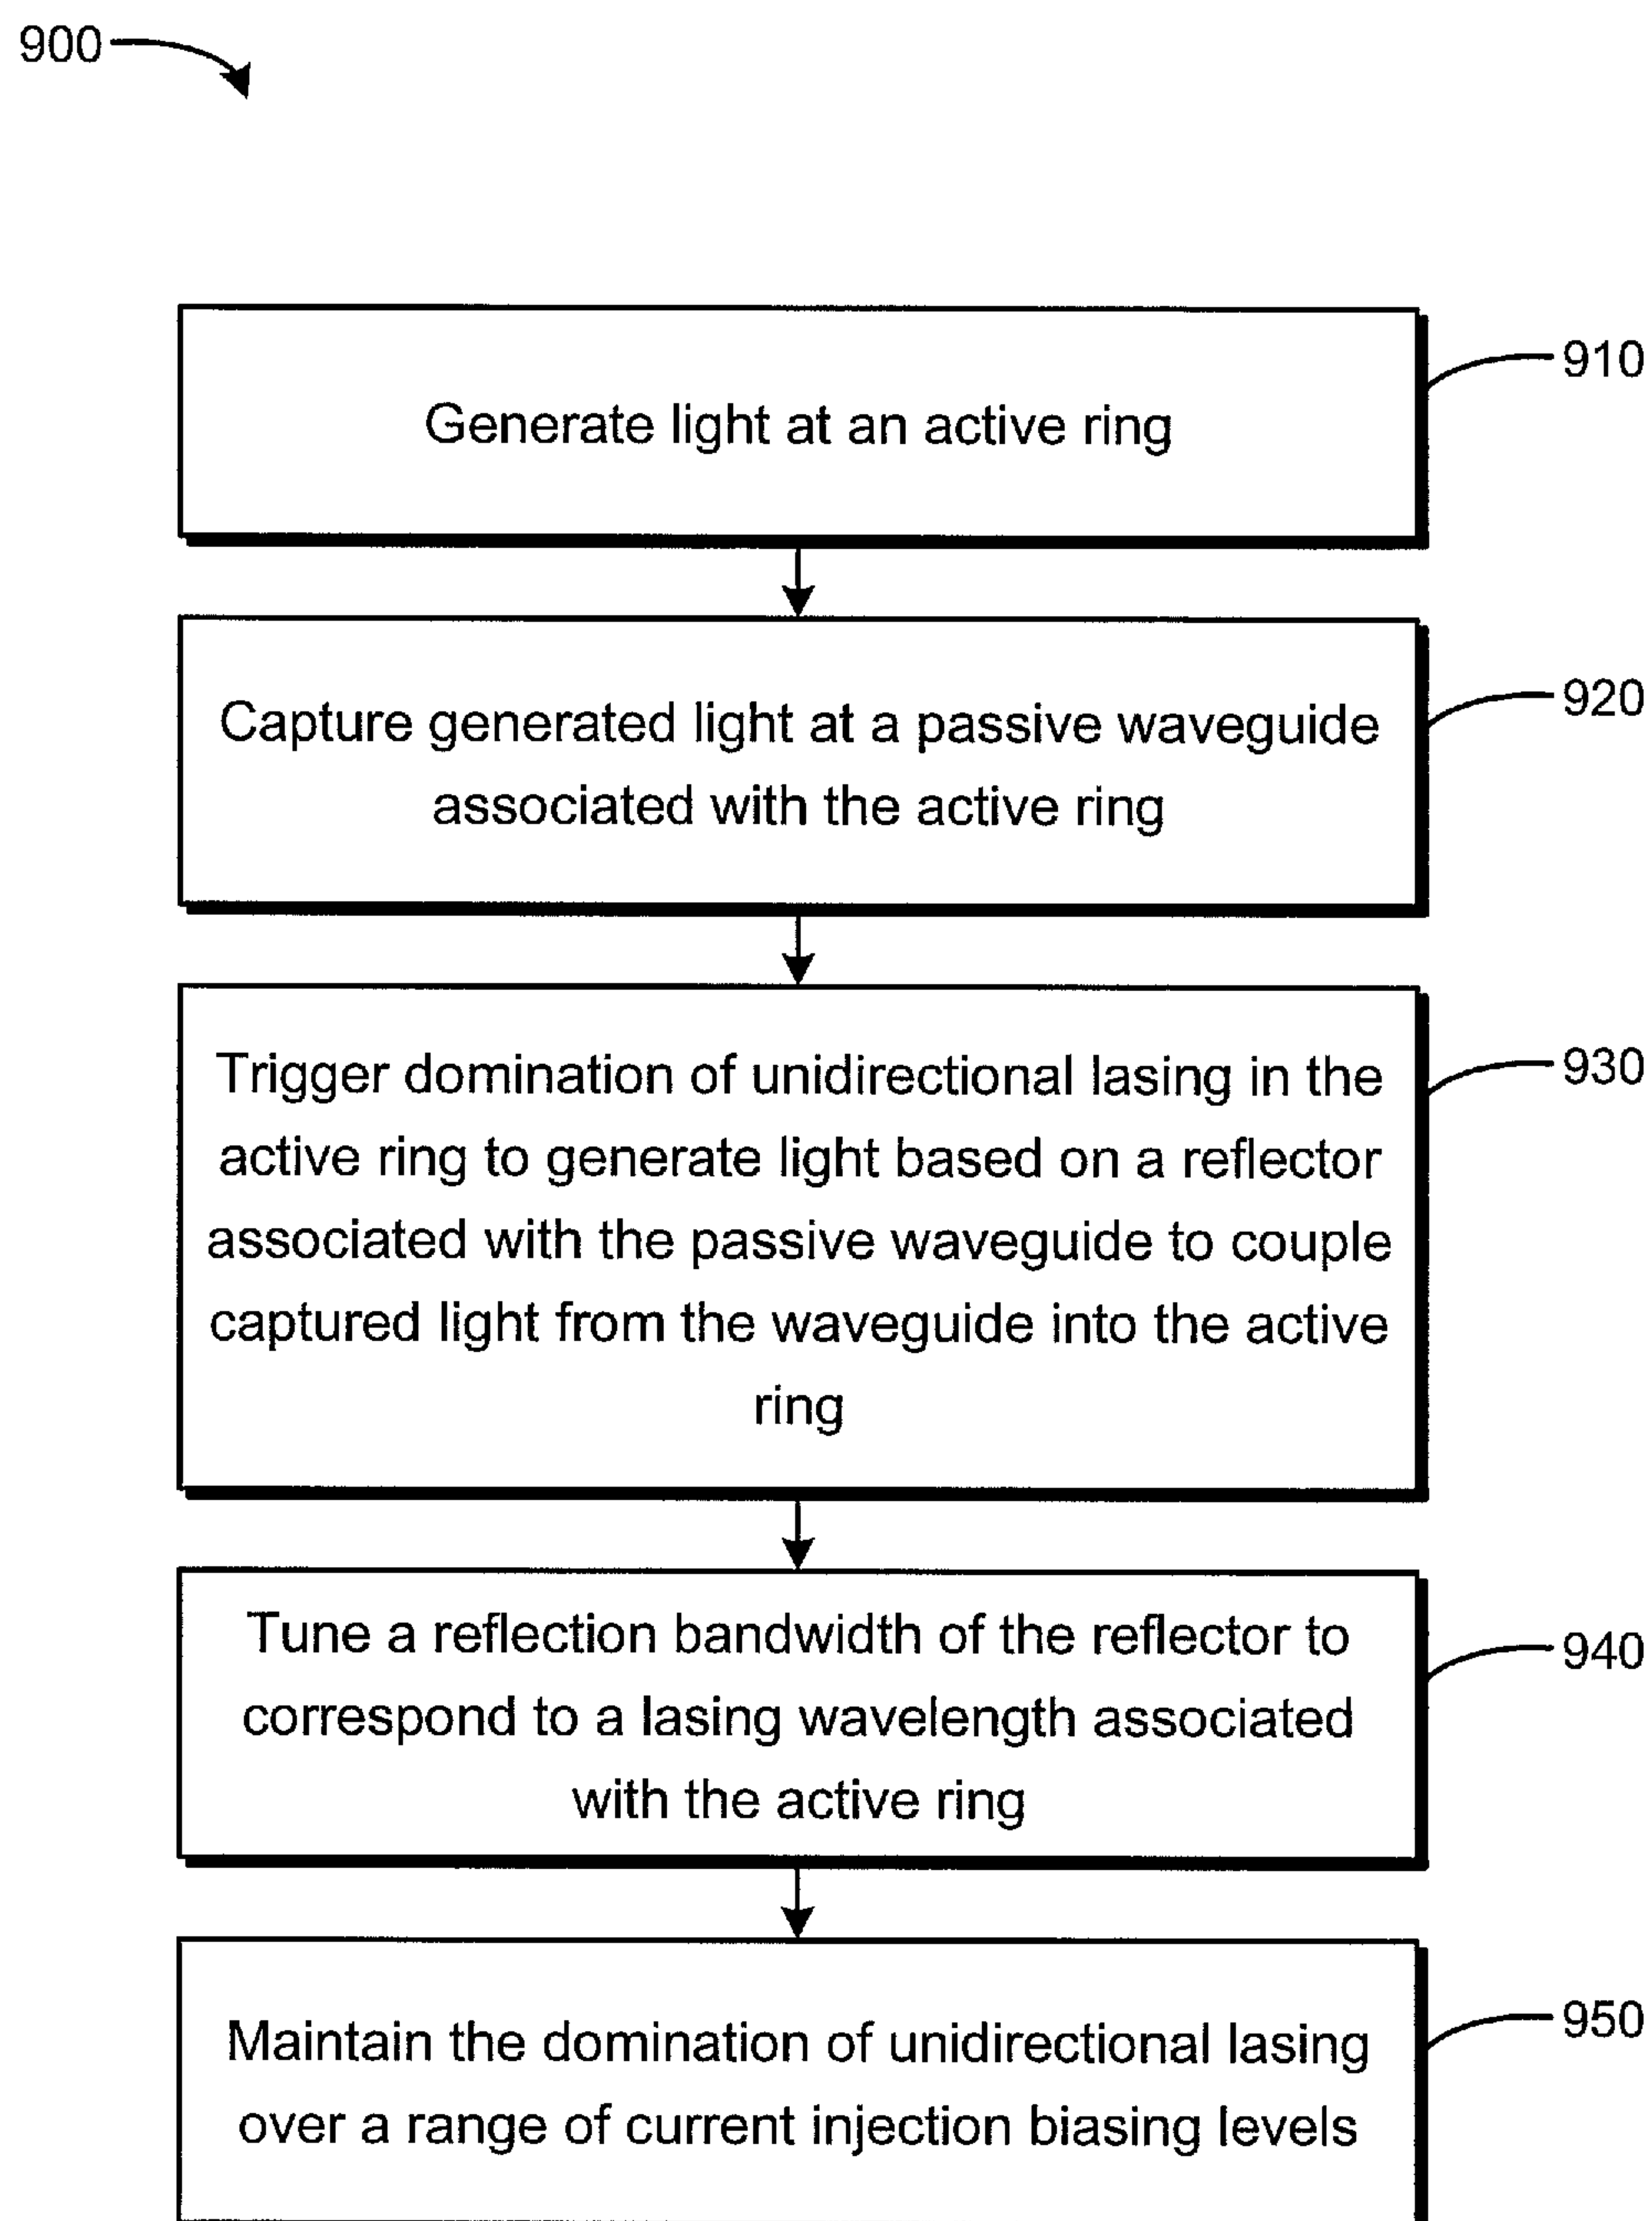 900
910
Generate light at an active ring
920
Capture generated light at a passive waveguide
associated with the active ring
930
Trigger domination of unidirectional lasing in the
active ring to generate light based on a reflector
associated with the passive waveguide to couple
captured light from the waveguide into the active
ring
940
Tune a reflection bandwidth of the reflector to
correspond to a lasing wavelength associated
with the active ring
950
Maintain the domination of unidirectional lasing
over a range of current injection biasing levels